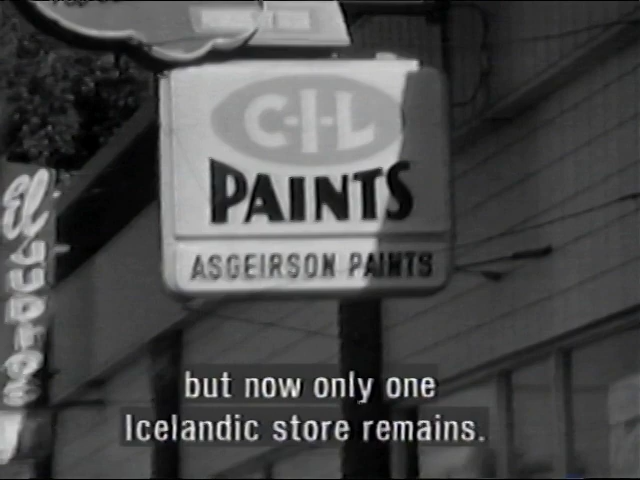 C-I-L
PAINTS
ASGEIRSON PAINTS
but now only one
Icelandic store remains.